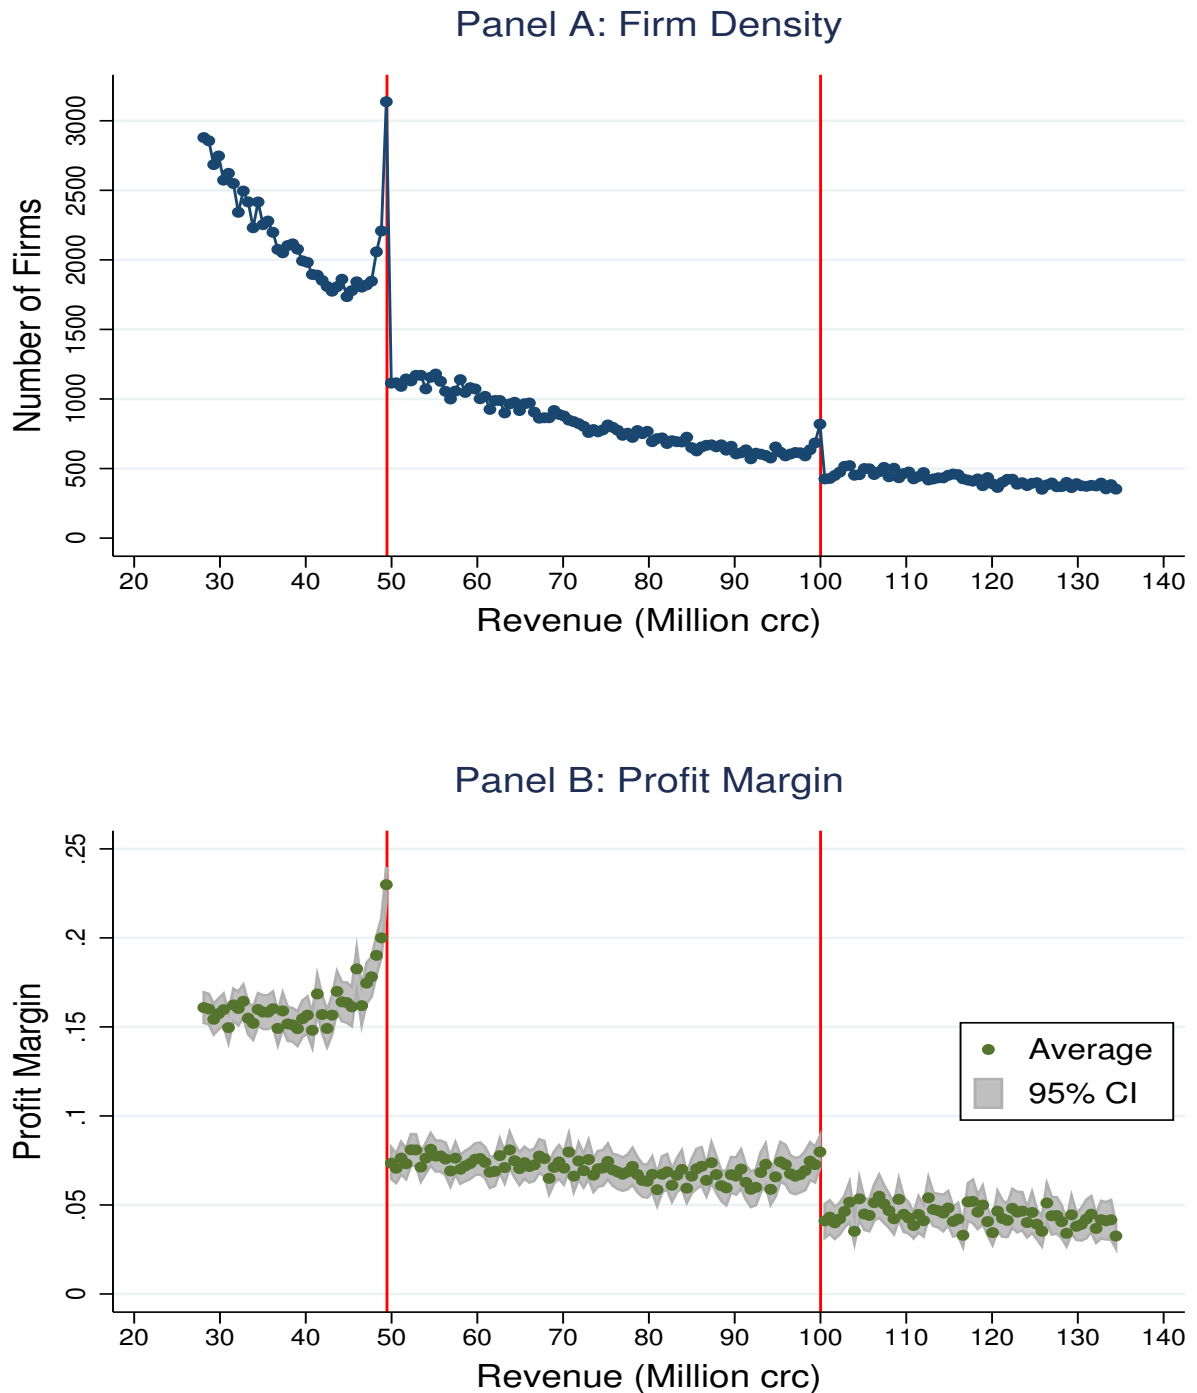 Panel A: Firm Density
Number of Firms
3000
2500
2000
1500
1000
500
0
20 30 40 50 60 70 80 90 100 110 120 130 140
Revenue (Million crc)
Panel B: Profit Margin
Profit Margin
.25
.2
.15
.1
.05
0
Average
95% CI
20 30 40 50 60 70 80 90 100 110 120 130 140
Revenue (Million crc)